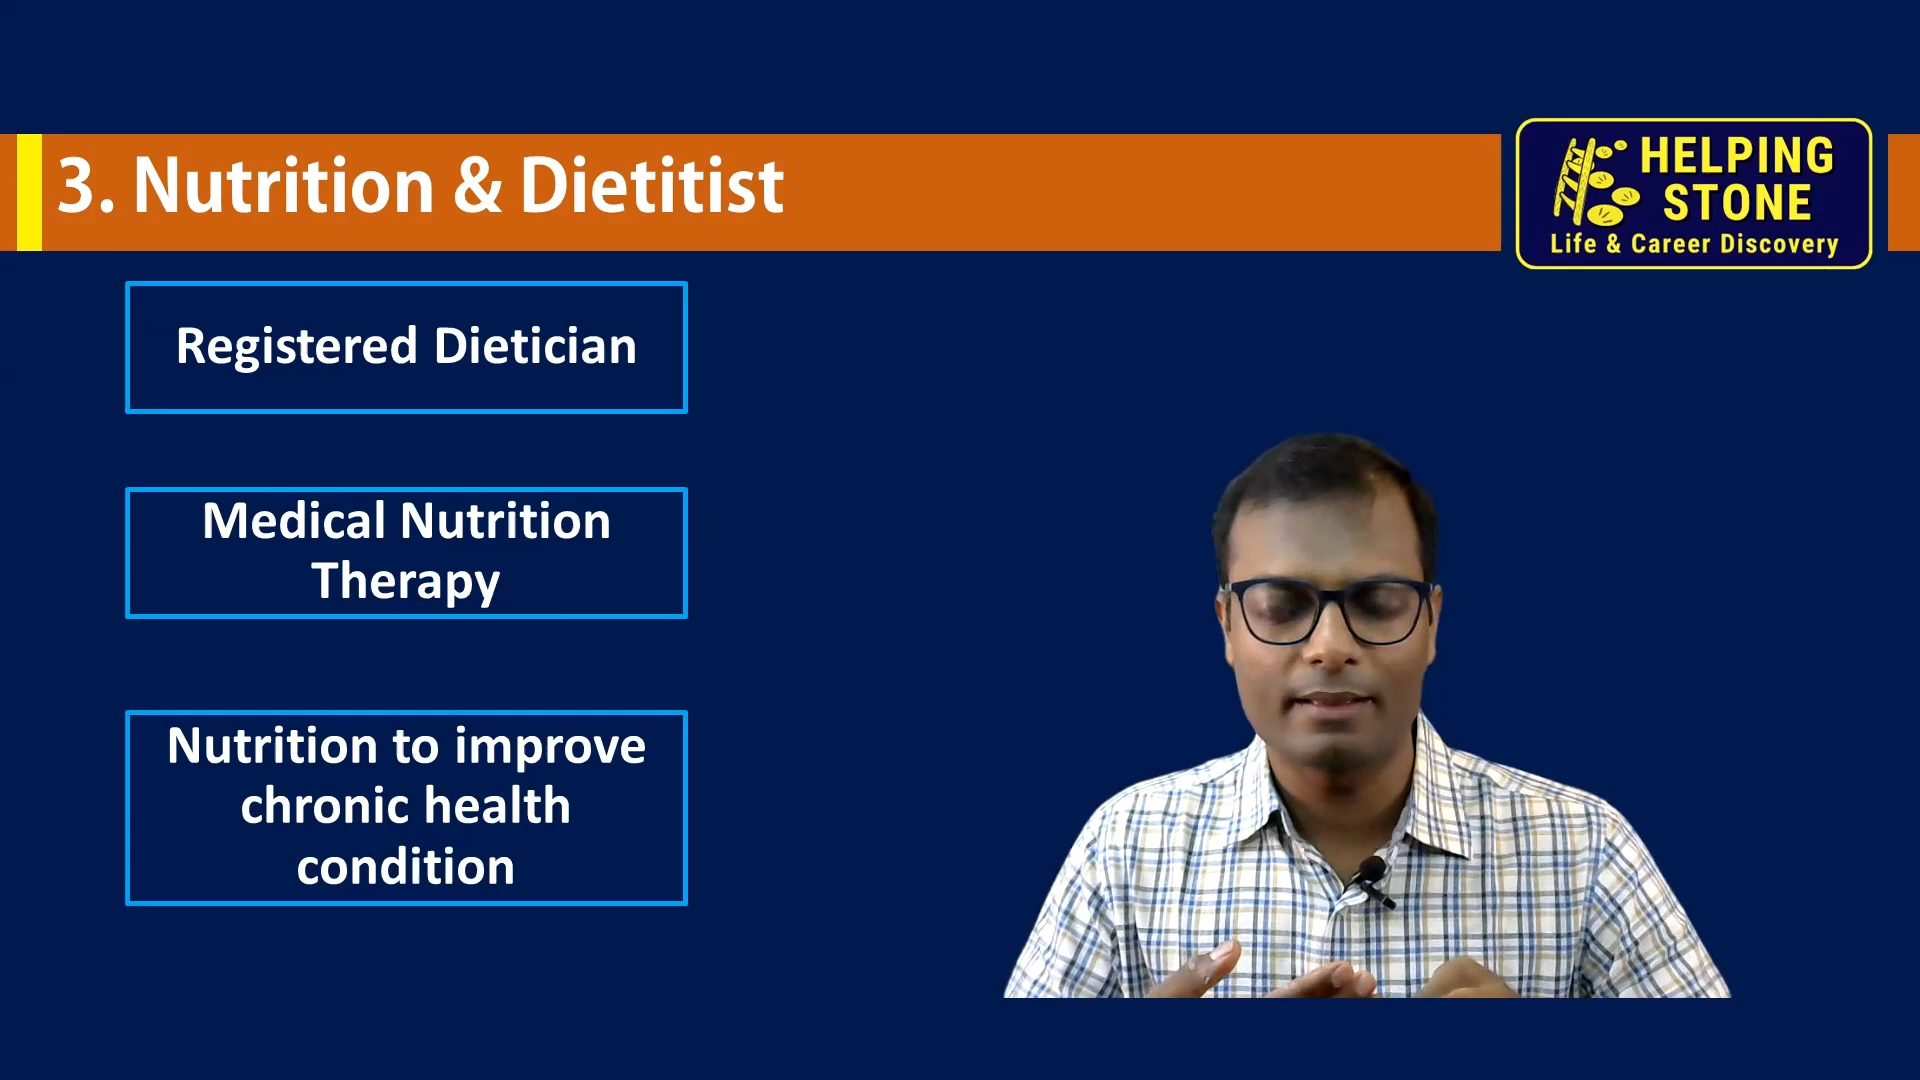 3. Nutrition & Dietitist
HELPING
STONE
Life & Career Discovery
Registered Dietician
Medical Nutrition
Therapy
Nutrition to improve
chronic health
condition